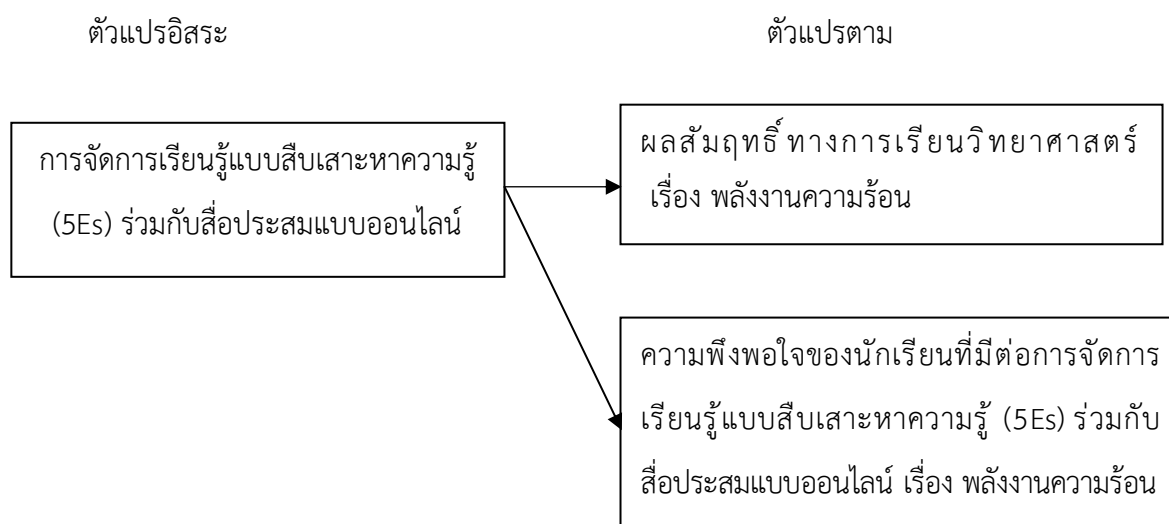 ตัวแปรอิสระ
ตัวแปรตาม
การจัดการเรียนรู้แบบสืบเสาะหาความรู้
(5Es) ร่วมกับสื่อประสมแบบออนไลน์
ผลสัมฤทธิ์ทางการเรียนวิทยาศาสตร์
เรื่อง พลังงานความร้อน
ความพึงพอใจของนักเรียนที่มีต่อการจัดการ
เรียนรู้แบบสืบเสาะหาความรู้ (5Es) ร่วมกับ
สื่อประสมแบบออนไลน์ เรื่อง พลังงานความร้อน